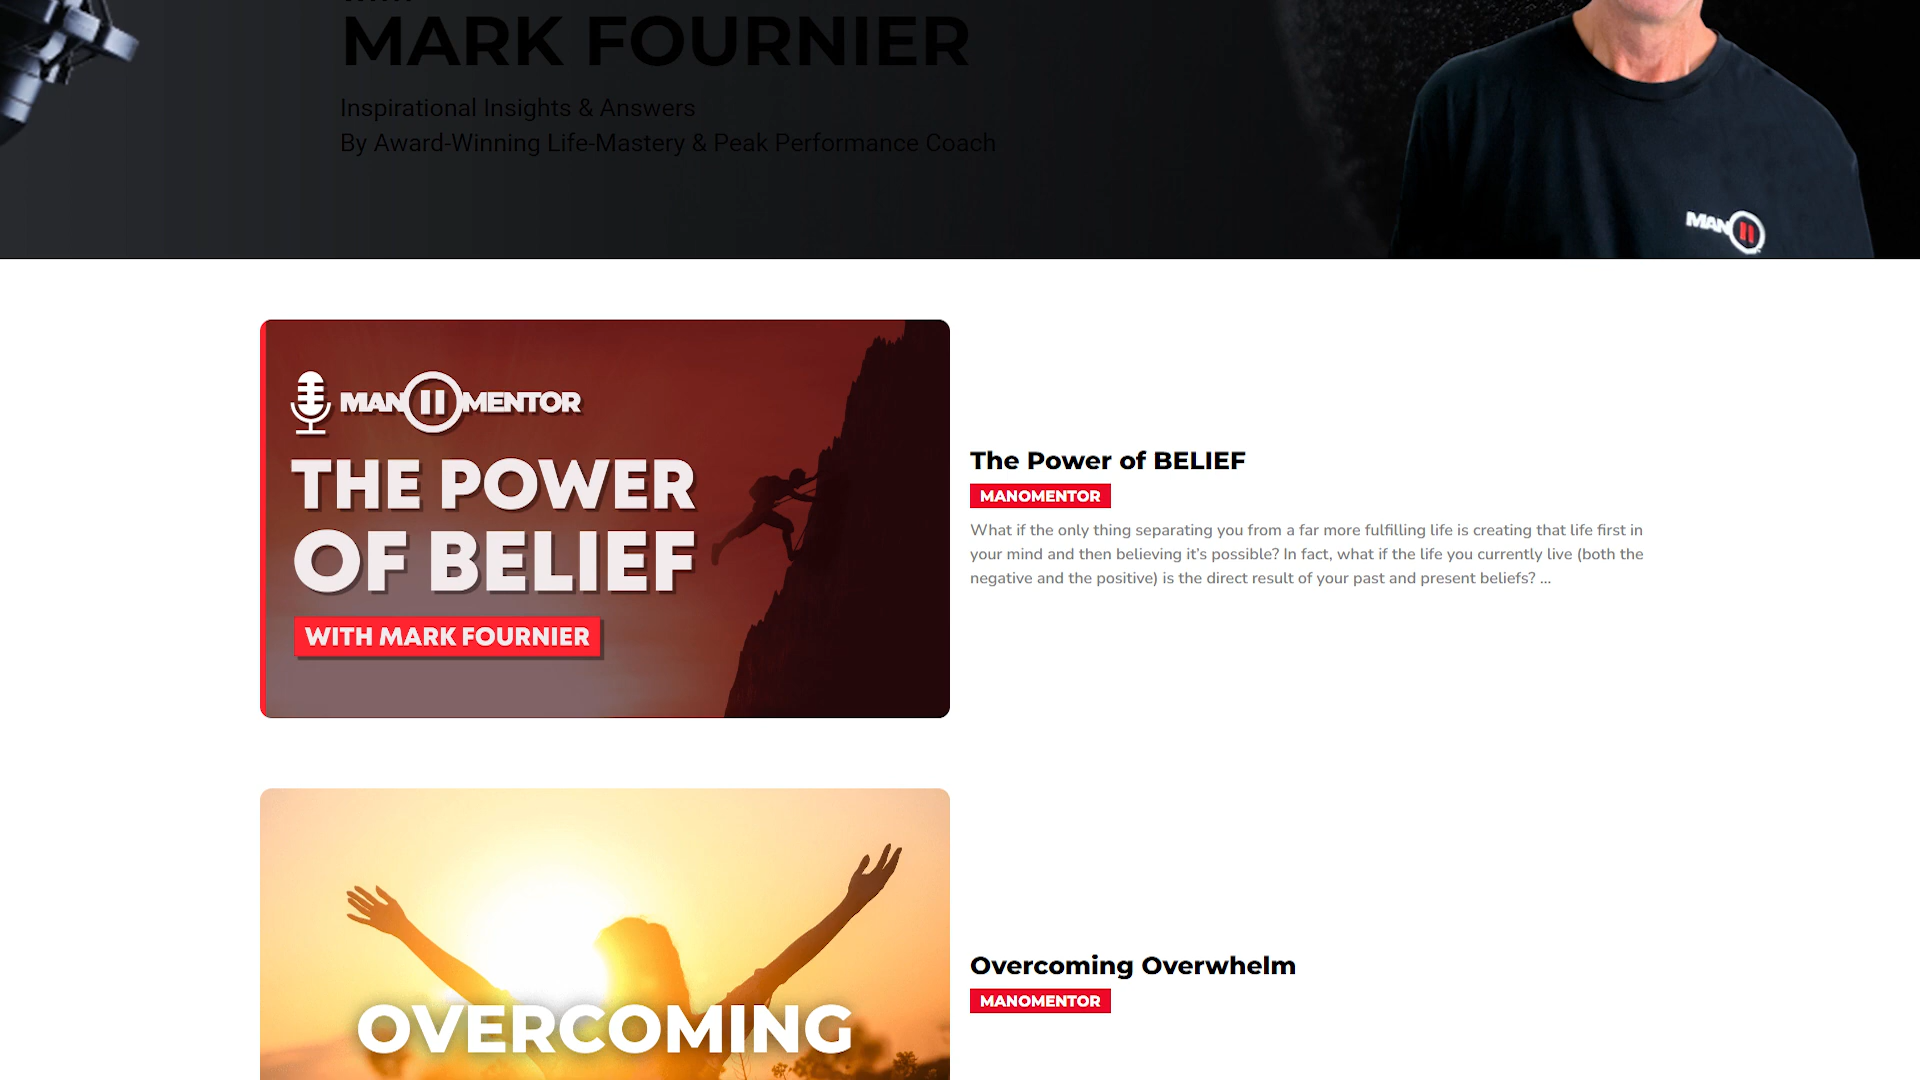 MARK FOURNIER
Inspirational Insights & Answers
By Award-Winning Life-Mastery & Peak Performance Coach
MAN
MAN MENTOR
THE POWER
OF BELIEF
WITH MARK FOURNIER
The Power of BELIEF
MANOMENTOR
What if the only thing separating you from a far more fulfilling life is creating that life first in
your mind and then believing it’s possible? In fact, what if the life you currently live (both the
negative and the positive) is the direct result of your past and present beliefs? ...
OVERCOMING
Overcoming Overwhelm
MANOMENTOR